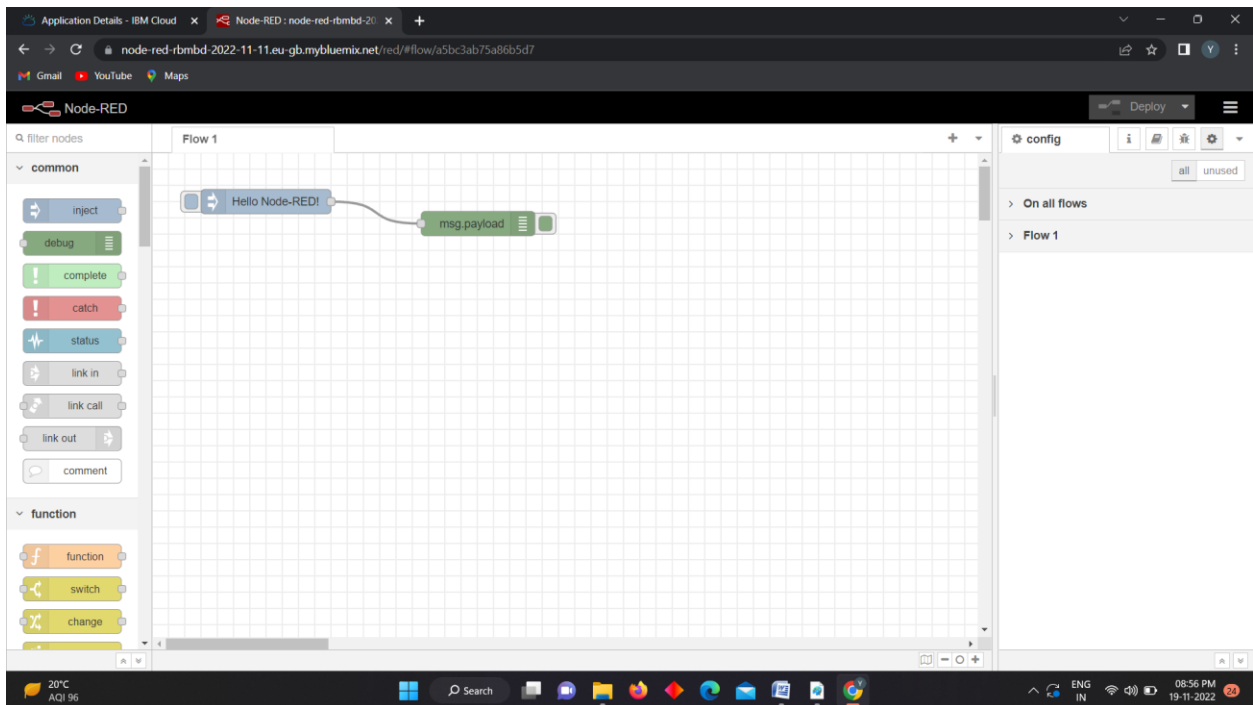 Application Details - IBM Cloud
Node-RED : node-red-rbmbd-20
node-red-rbmbd-2022-11-11.eu-gb.mybluemix.net/red/#flow/a5bc3ab75a86b5d7
Y
Gmail YouTube Maps
Node-RED
Deploy
filter nodes
Flow 1
config
i
all unused
common
On all flows
Flow 1
inject
Hello Node-RED!
msg.payload
debug
complete
catch
status
link in
link call
link out
comment
function
function
switch
change
20°C
AQI 96
Search
ENG
IN
08:56 PM
19-11-2022
24